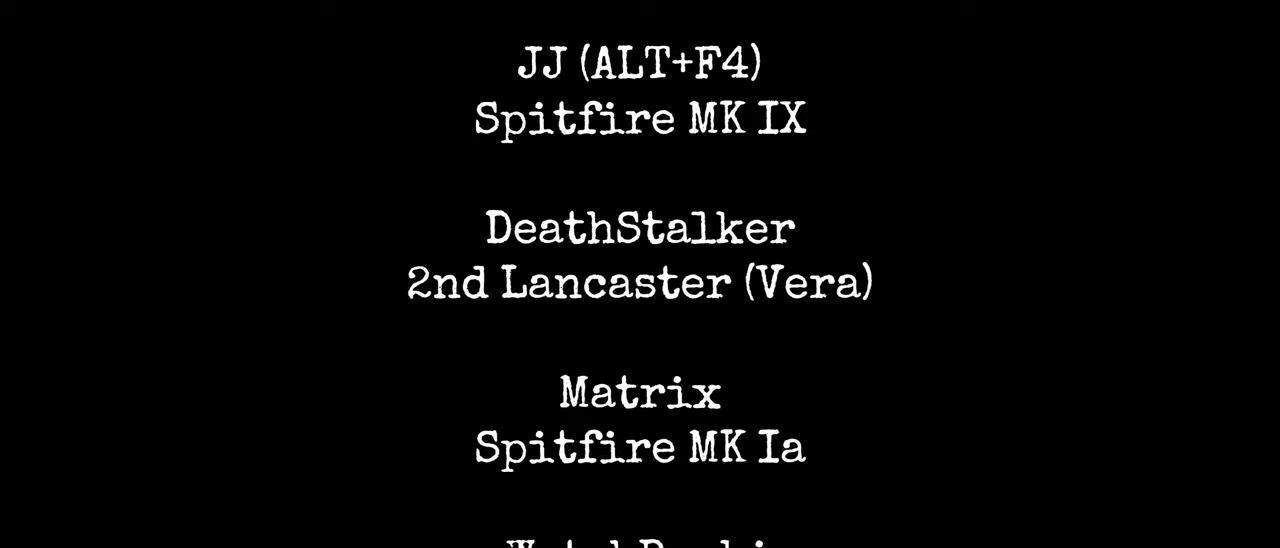 JJ (ALT+F4)
Spitfire MK IX
DeathStalker
2nd Lancaster (Vera)
Matrix
Spitfire MK Ia